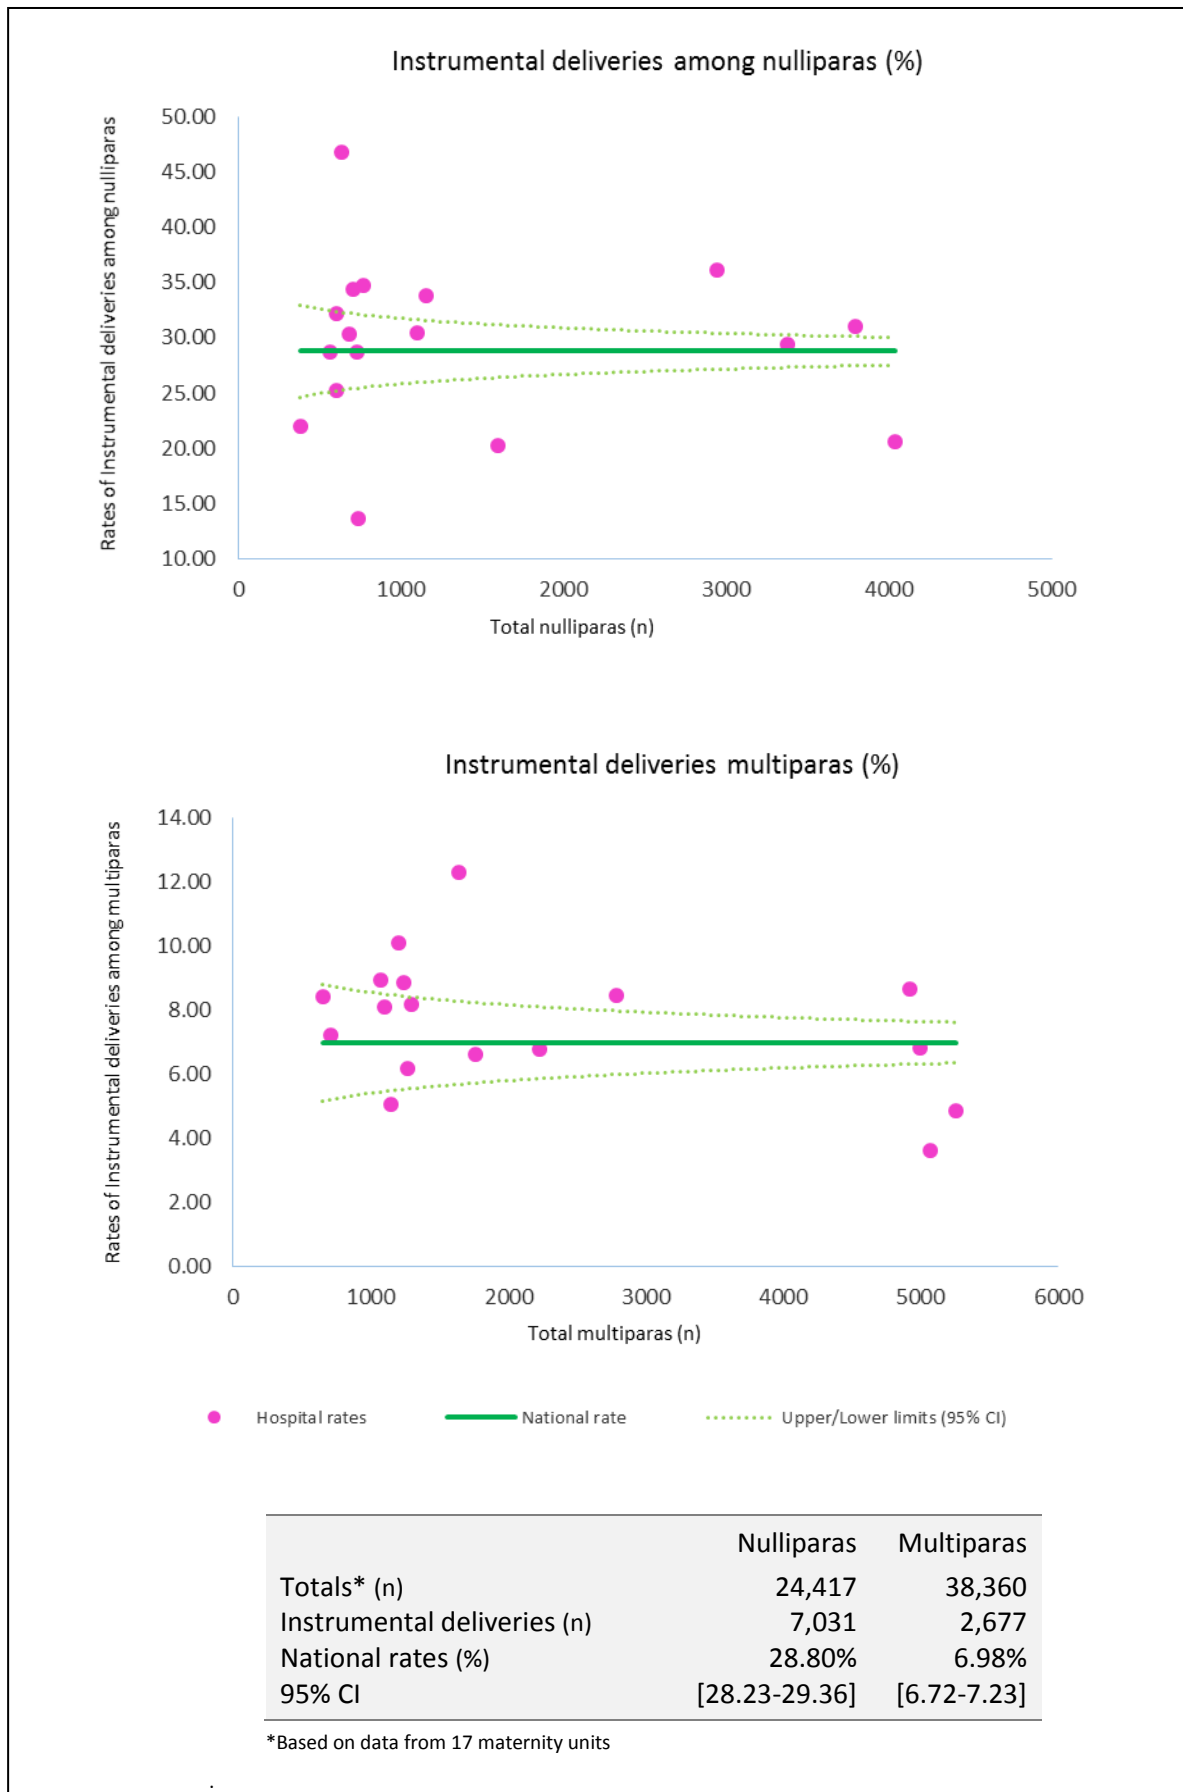 Instrumental deliveries among nulliparas (%)
Rates of Instrumental deliveries among nulliparas
50.00
45.00
40.00
35.00
30.00
25.00
20.00
15.00
10.00
0 1000 2000 3000 4000 5000
Total nulliparas (n)
Instrumental deliveries multiparas (%)
Rates of Instrumental deliveries among multiparas
14.00
12.00
10.00
8.00
6.00
4.00
2.00
0.00
0 1000 2000 3000 4000 5000 6000
Total multiparas (n)
Hospital rates National rate Upper/Lower limits (95% CI)
Nulliparas Multiparas
Totals* (n) 24,417 38,360
Instrumental deliveries (n) 7,031 2,677
National rates (%) 28.80% 6.98%
95% CI [28.23-29.36] [6.72-7.23]
*Based on data from 17 maternity units